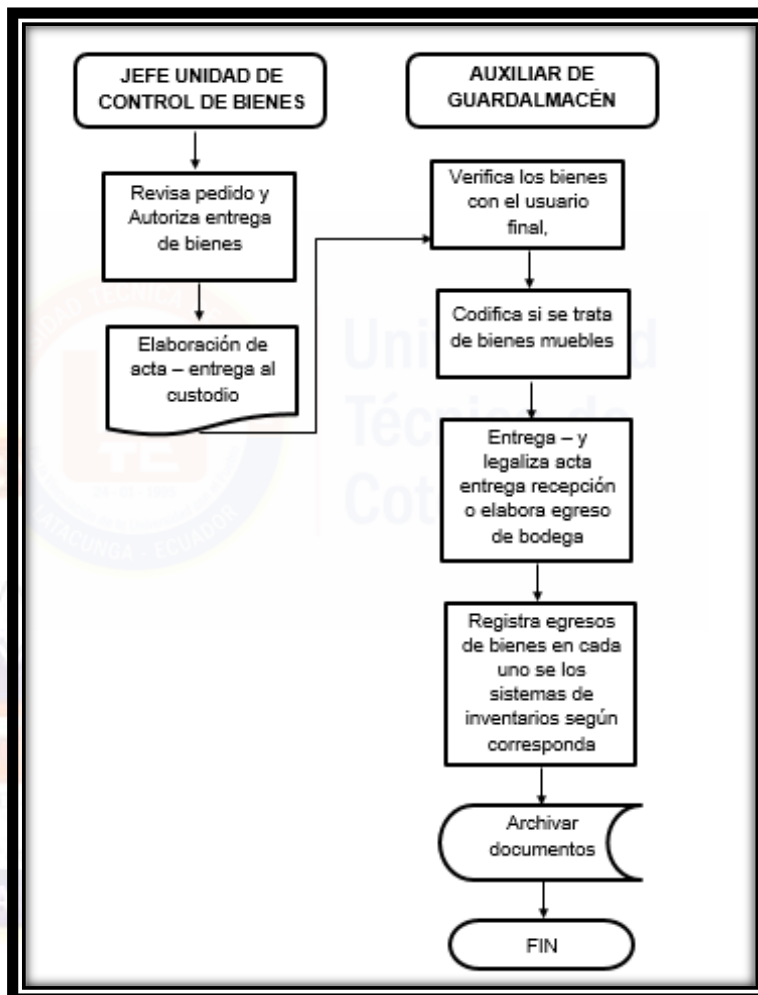 JEFE UNIDAD DE
CONTROL DE BIENES
Revisa pedido y
Autoriza entrega
de bienes
Elaboración de
acta – entrega al
custodio
AUXILIAR DE
GUARDALMACÉN
Verifica los bienes
con el usuario
final,
Codifica si se trata
de bienes muebles
Entrega – y
legaliza acta
entrega recepción
o elabora egreso
de bodega
Registra egresos
de bienes en cada
uno se los
sistemas de
inventarios según
corresponda
Archivar
documentos
FIN
LATACUNGA - ECUADOR